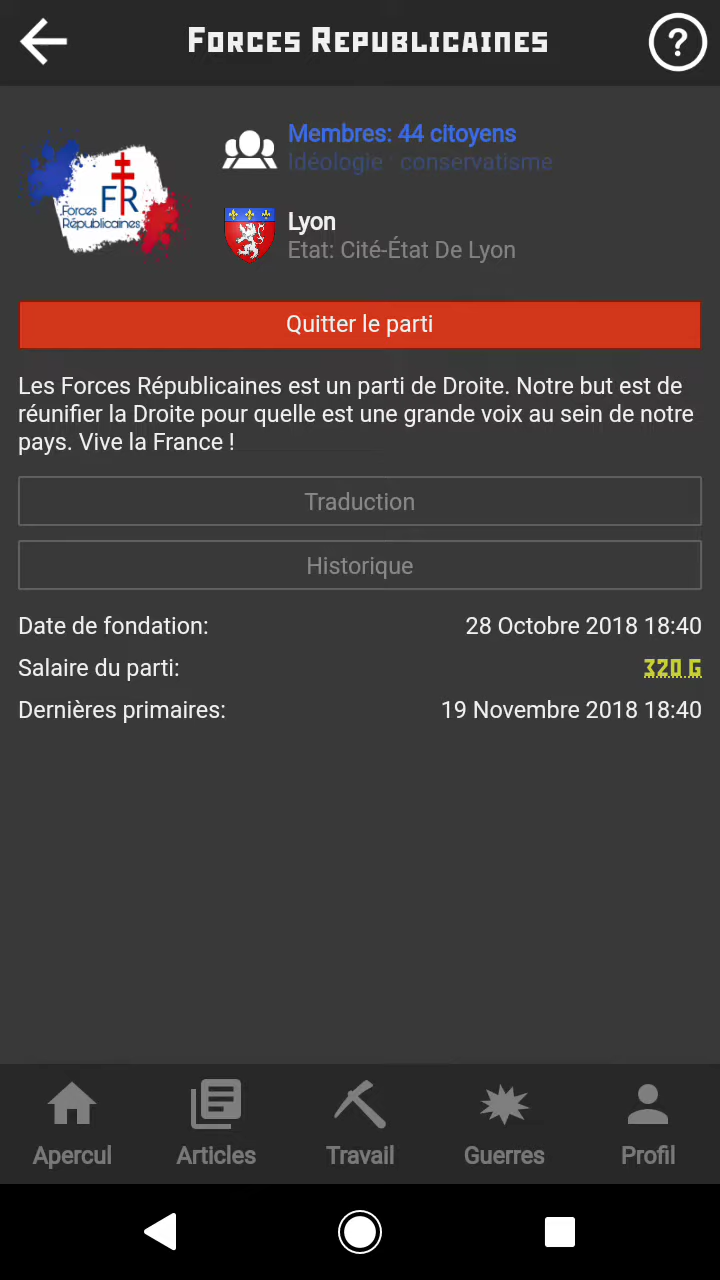 FORCES REPUBLICAINES
?
Membres: 44 citoyens
Idéologie : conservatisme
FR
Forces
Républicaines
Lyon
Etat: Cité-État De Lyon
Quitter le parti
Les Forces Républicaines est un parti de Droite. Notre but est de
réunifier la Droite pour quelle est une grande voix au sein de notre
pays. Vive la France !
Traduction
Historique
Date de fondation: 28 Octobre 2018 18:40
Salaire du parti: 320 G
Dernières primaires: 19 Novembre 2018 18:40
Apercul Articles Travail Guerres Profil